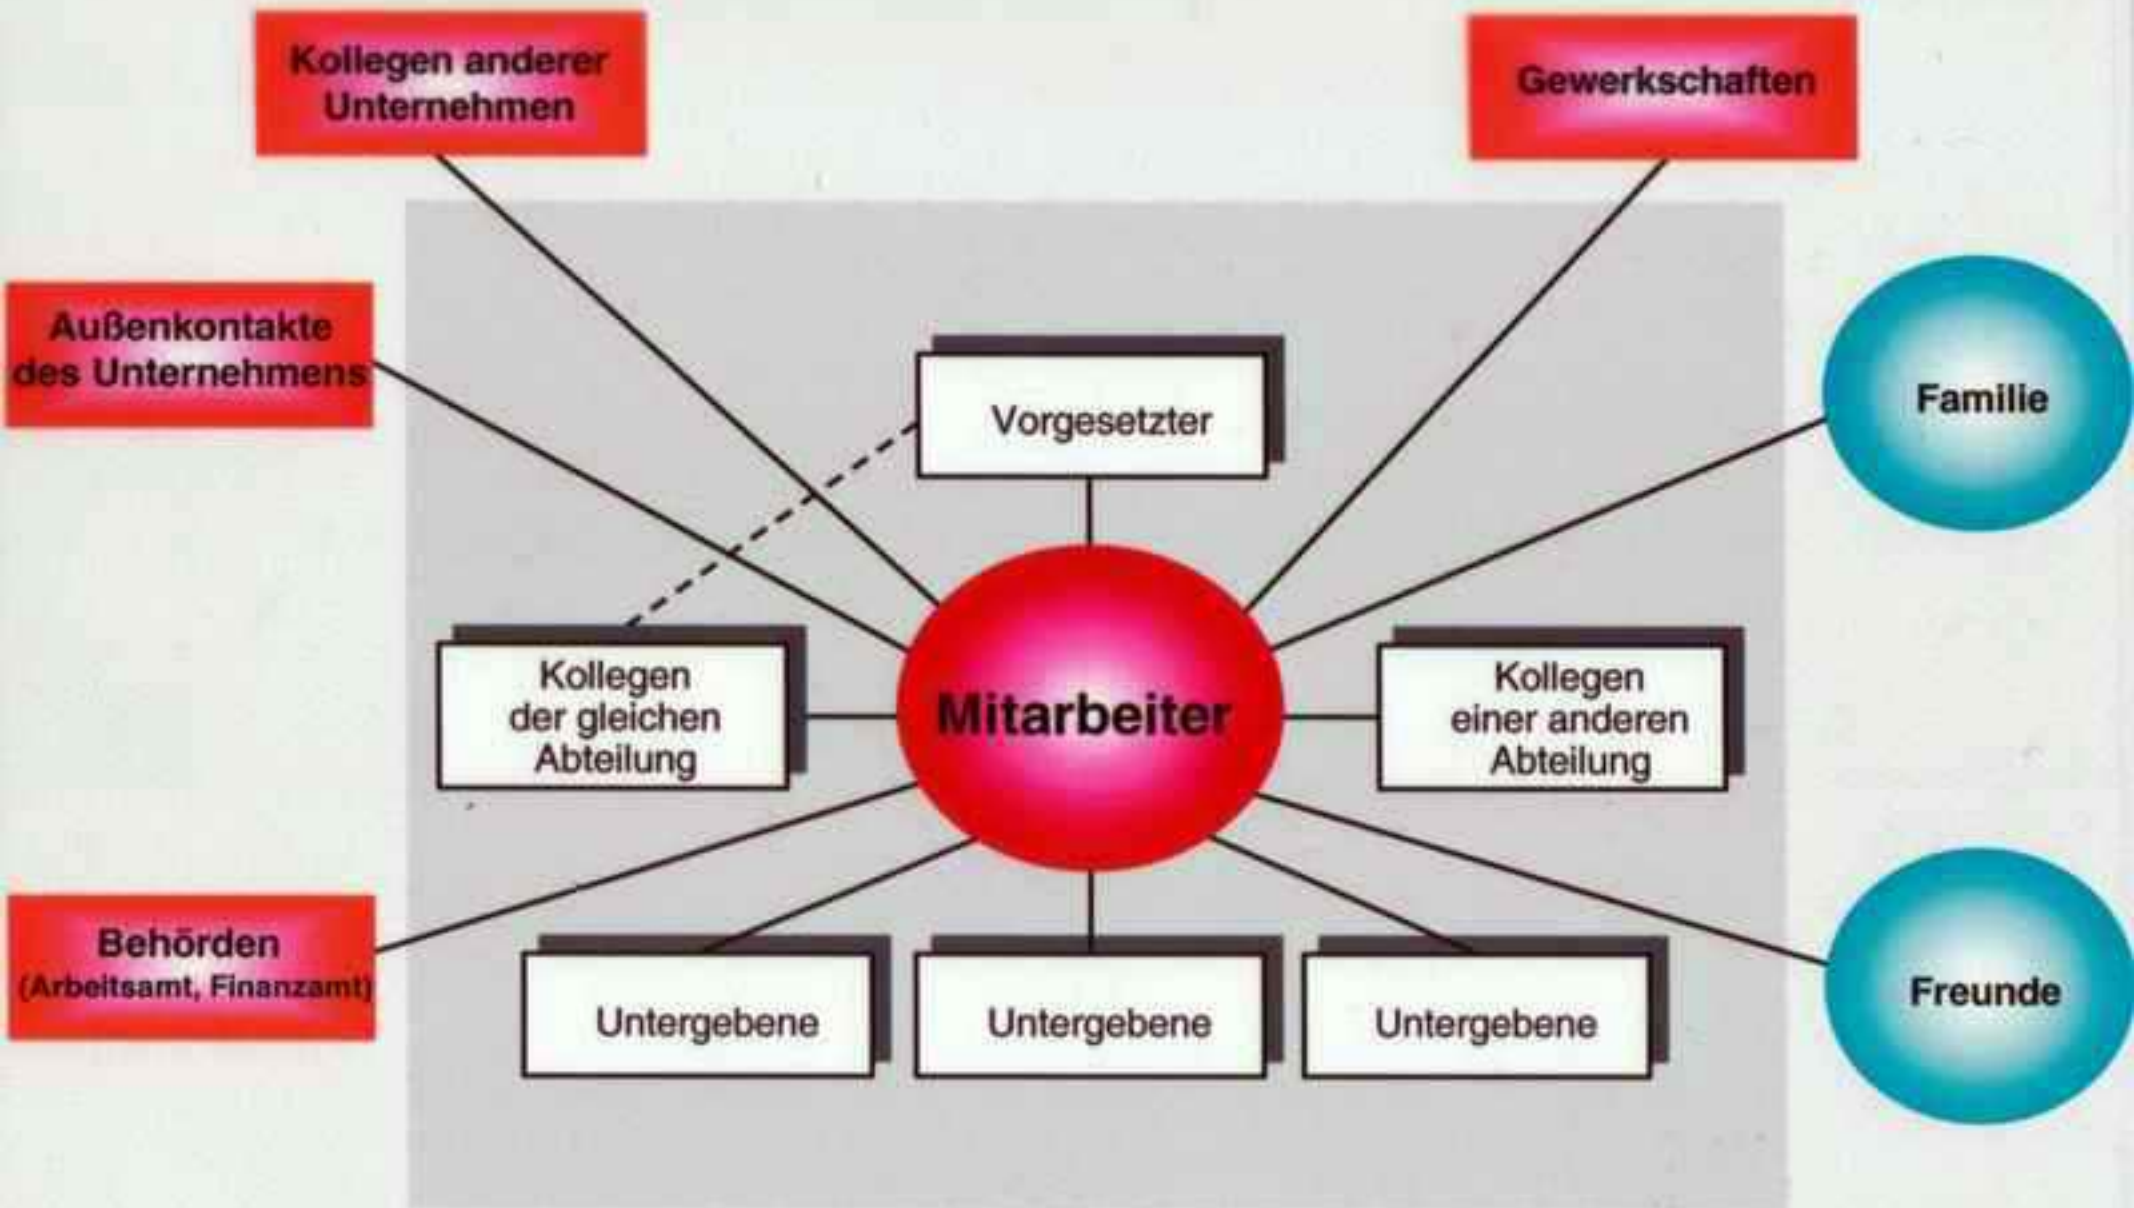 Kollegen anderer
Unternehmen
Gewerkschaften
Außenkontakte
des Unternehmens
Familie
Vorgesetzter
Kollegen
der gleichen
Abteilung
Mitarbeiter
Kollegen
einer anderen
Abteilung
Behörden
(Arbeitsamt, Finanzamt)
Untergebene
Untergebene
Untergebene
Freunde